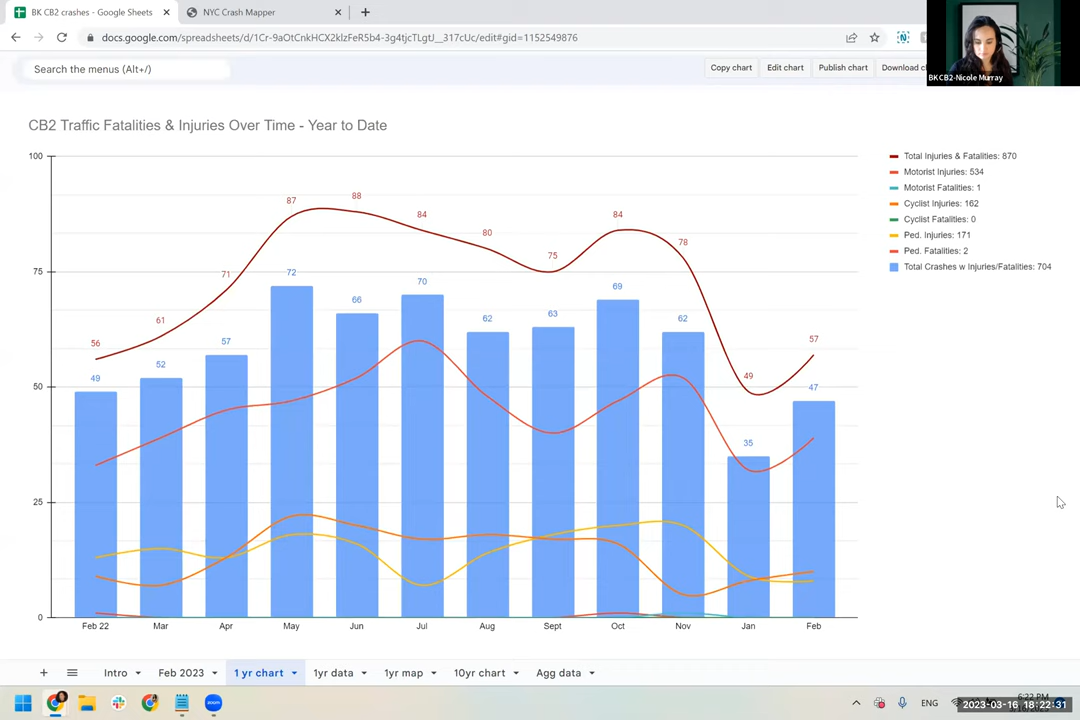 BK CB2 crashes - Google Sheets
NYC Crash Mapper
docs.google.com/spreadsheets/d/1Cr-9aOtCnkHCX2klzFeR5b4-3g4tjcTLgU__317cUc/edit#gid=1152549876
BKCB2-Nicole Murray
Search the menus (Alt+/)
Copy chart
Edit chart
Publish chart
Download
CB2 Traffic Fatalities & Injuries Over Time - Year to Date
100
75
50
25
0
56
61
71
87
88
84
80
75
84
78
49
57
49
52
57
72
66
70
62
63
69
62
35
47
Feb 22
Mar
Apr
May
Jun
Jul
Aug
Sept
Oct
Nov
Jan
Feb
Total Injuries & Fatalities: 870
Motorist Injuries: 534
Motorist Fatalities: 1
Cyclist Injuries: 162
Cyclist Fatalities: 0
Ped. Injuries: 171
Ped. Fatalities: 2
Total Crashes w Injuries/Fatalities: 704
Intro
Feb 2023
1 yr chart
1yr data
1yr map
10yr chart
Agg data
zoom
ENG
6:22 PM
2023-03-16 18:22:31